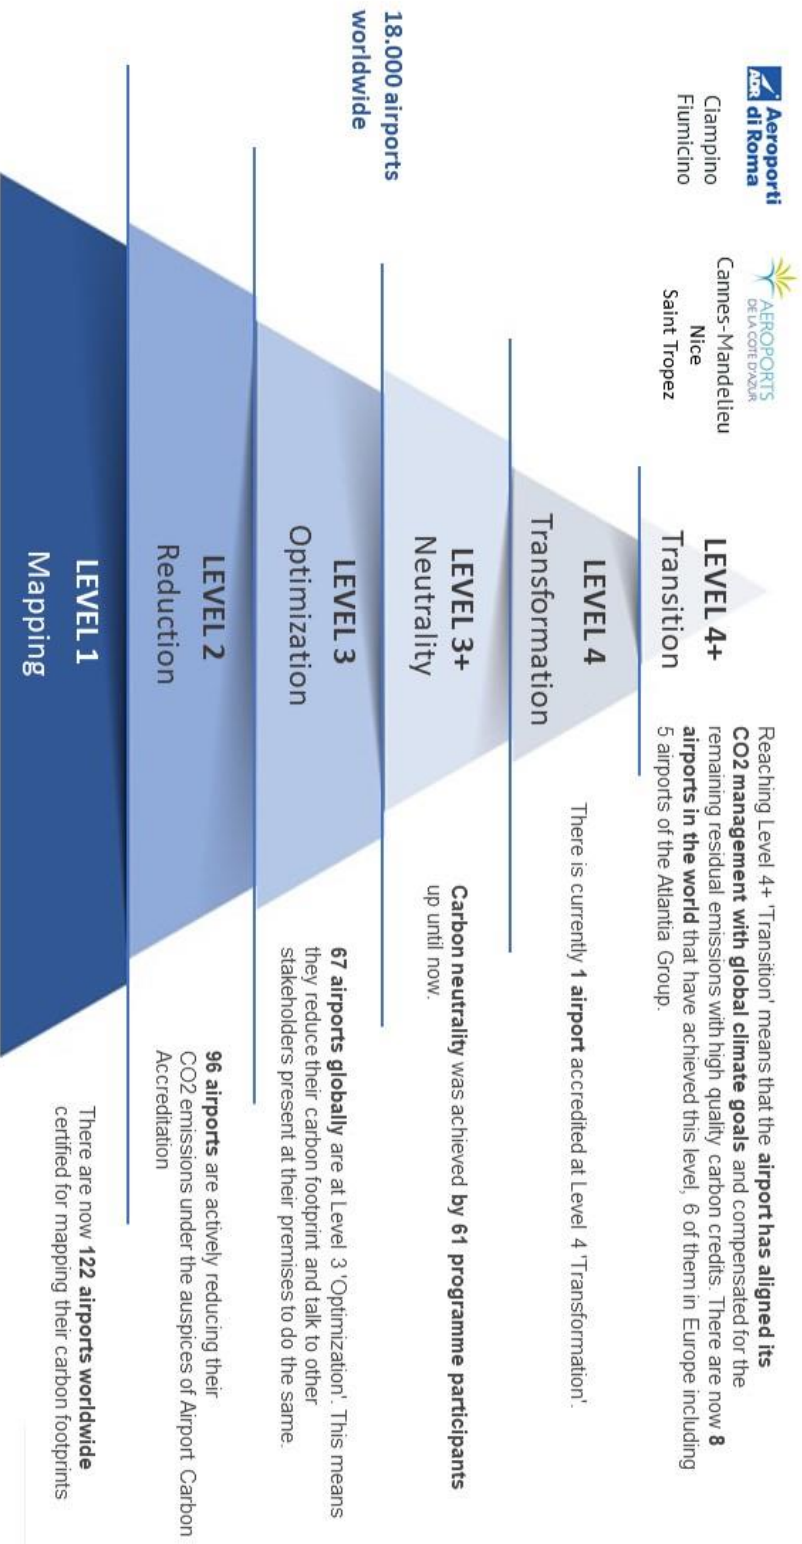 Aeroporti
ADR di Roma
Ciampino
Fiumicino
AEROPORTS
DE LA COTE D'AZUR
Cannes-Mandelieu
Nice
Saint Tropez
18.000 airports
worldwide
LEVEL 4+
Transition
Reaching Level 4+ 'Transition' means that the airport has aligned its
CO2 management with global climate goals and compensated for the
remaining residual emissions with high quality carbon credits. There are now 8
airports in the world that have achieved this level, 6 of them in Europe including
5 airports of the Atlantia Group.
LEVEL 4
Transformation
There is currently 1 airport accredited at Level 4 'Transformation'.
LEVEL 3+
Neutrality
Carbon neutrality was achieved by 61 programme participants
up until now.
LEVEL 3
Optimization
67 airports globally are at Level 3 'Optimization'. This means
they reduce their carbon footprint and talk to other
stakeholders present at their premises to do the same.
LEVEL 2
Reduction
96 airports are actively reducing their
CO2 emissions under the auspices of Airport Carbon
Accreditation
LEVEL 1
Mapping
There are now 122 airports worldwide
certified for mapping their carbon footprints